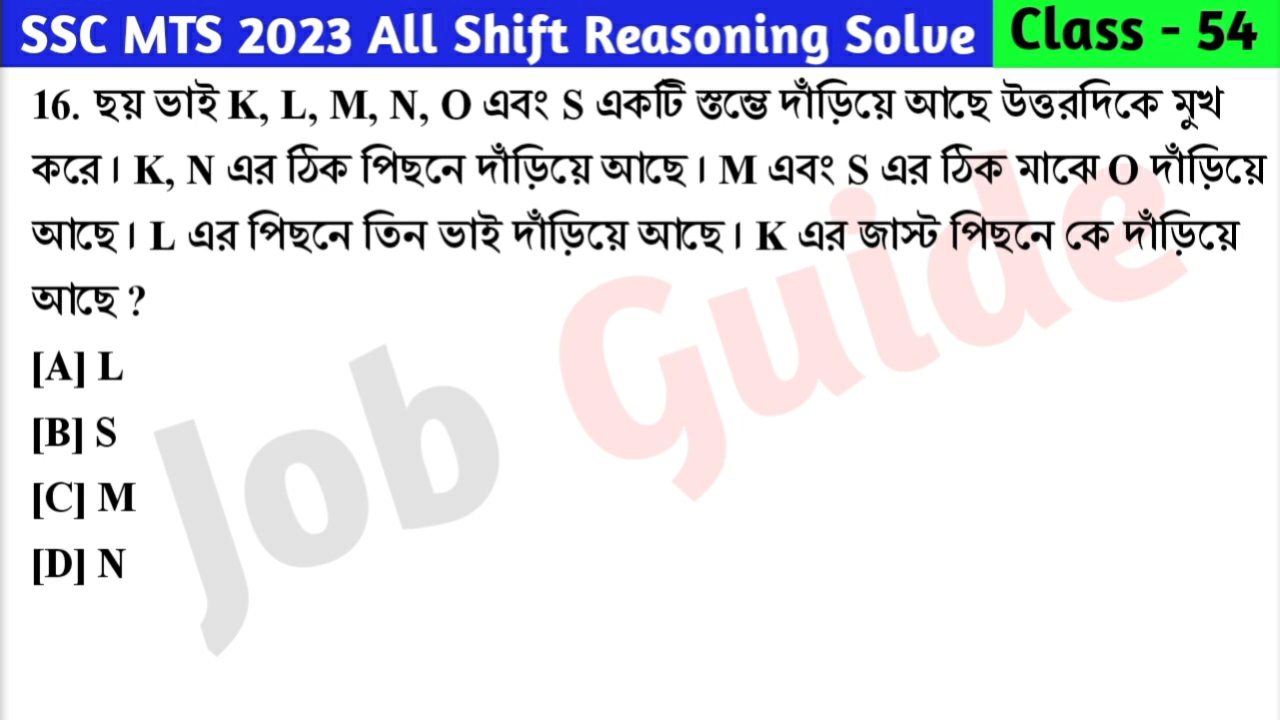 SSC MTS 2023 All Shift Reasoning Solve
Class - 54
16. ছয় ভাই K, L, M, N, O এবং S একটি স্তম্ভে দাঁড়িয়ে আছে উত্তরদিকে মুখ
করে। K, N এর ঠিক পিছনে দাঁড়িয়ে আছে। M এবং S এর ঠিক মাঝে O দাঁড়িয়ে
আছে। L এর পিছনে তিন ভাই দাঁড়িয়ে আছে। K এর জাস্ট পিছনে কে দাঁড়িয়ে
আছে ?
[A] L
[B] S
[C] M
[D] N
Job Guide